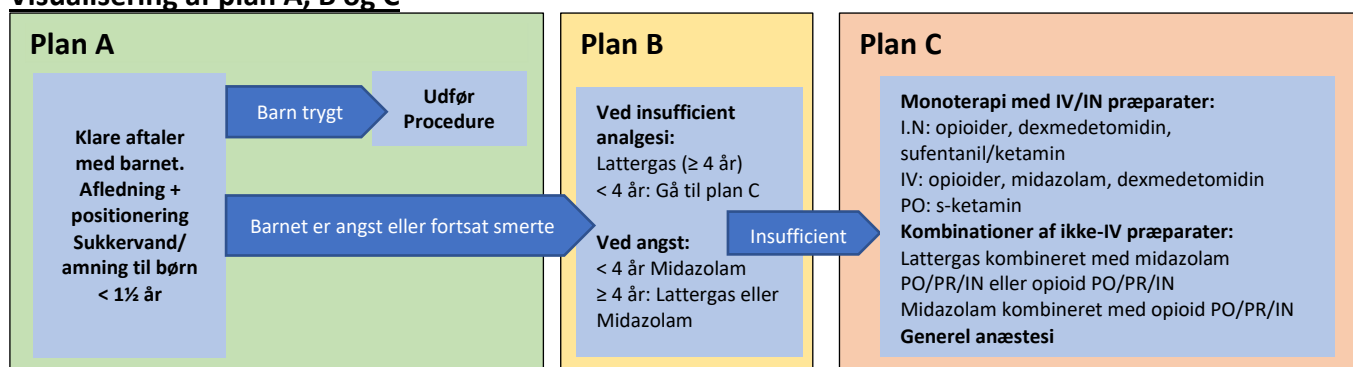 Visualisering af plan A, B og C
Plan A
Klare aftaler
med barnet.
Afledning +
positionering
Sukkervand/
amning til børn
< 1½ år
Barn trygt
Udfør
Procedure
Barnet er angst eller fortsat smerte
Plan B
Ved insufficient
analgesi:
Lattergas (≥ 4 år)
< 4 år: Gå til plan C
Ved angst:
< 4 år Midazolam
≥ 4 år: Lattergas eller
Midazolam
Insufficient
Plan C
Monoterapi med IV/IN præparater:
I.N: opioider, dexmedetomidin,
sufentanil/ketamin
IV: opioider, midazolam, dexmedetomidin
PO: s-ketamin
Kombinationer af ikke-IV præparater:
Lattergas kombineret med midazolam
PO/PR/IN eller opioid PO/PR/IN
Midazolam kombineret med opioid PO/PR/IN
Generel anæstesi